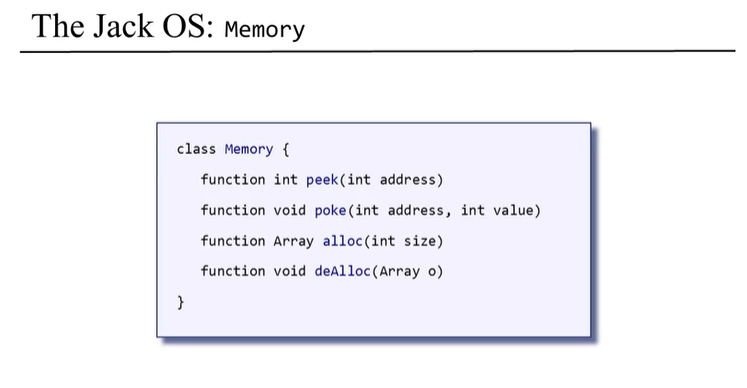 The Jack OS: Memory
class Memory {
function int peek(int address)
function void poke(int address, int value)
function Array alloc(int size)
function void deAlloc(Array o)
}